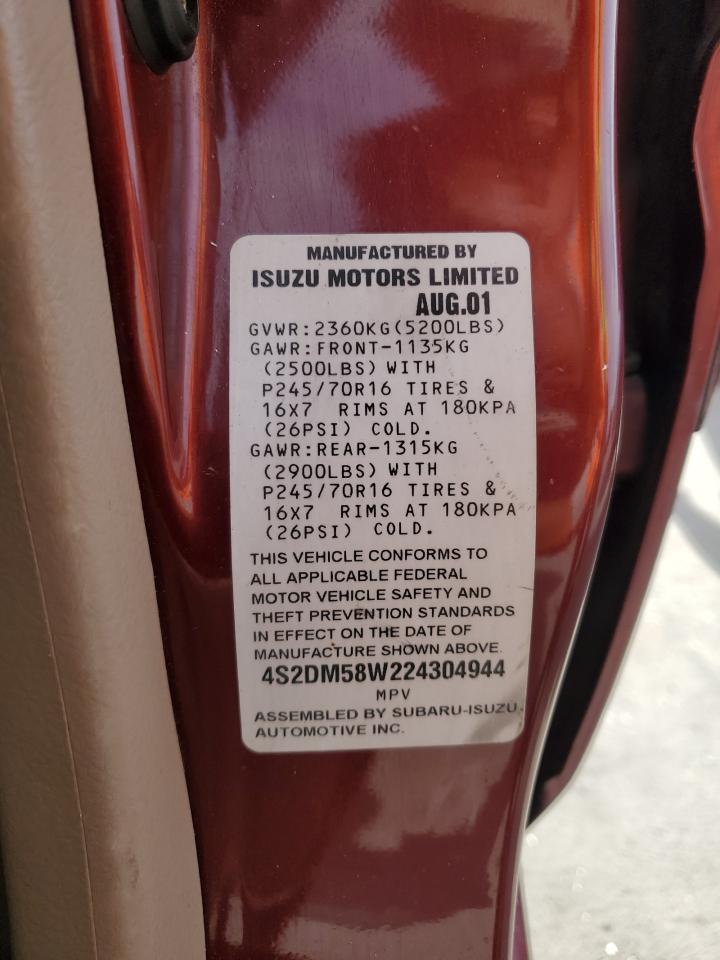 MANUFACTURED BY
ISUZU MOTORS LIMITED
AUG.01
GVWR:2360KG(5200LBS)
GAWR:FRONT-1135KG
(2500LBS) WITH
P245/70R16 TIRES &
16X7 RIMS AT 180KPA
(26PSI) COLD.
GAWR:REAR-1315KG
(2900LBS) WITH
P245/70R16 TIRES &
16X7 RIMS AT 180KPA
(26PSI) COLD.
THIS VEHICLE CONFORMS TO
ALL APPLICABLE FEDERAL
MOTOR VEHICLE SAFETY AND
THEFT PREVENTION STANDARDS
IN EFFECT ON THE DATE OF
MANUFACTURE SHOWN ABOVE.
4S2DM58W224304944
MPV
ASSEMBLED BY SUBARU-ISUZU
AUTOMOTIVE INC.